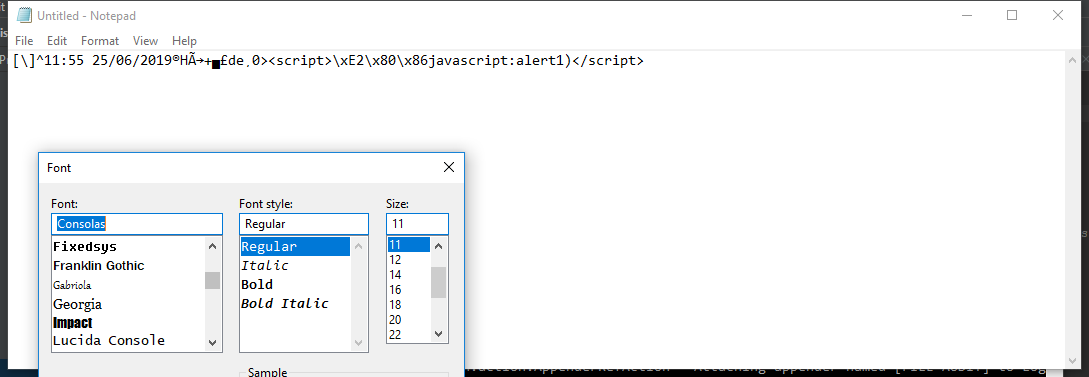 Untitled - Notepad
File Edit Format View Help
[\]^11:55 25/06/2019®HÃ→+▄£de¸0><script>\xE2\x80\x86javascript:alert1)</script>
Font
Font: Font style: Size:
Consolas Regular 11
Fixedsys Regular 11
Franklin Gothic Italic 12
Gabriola Bold 14
Georgia Bold Italic 16
Impact 18
Lucida Console 20
22
Sample